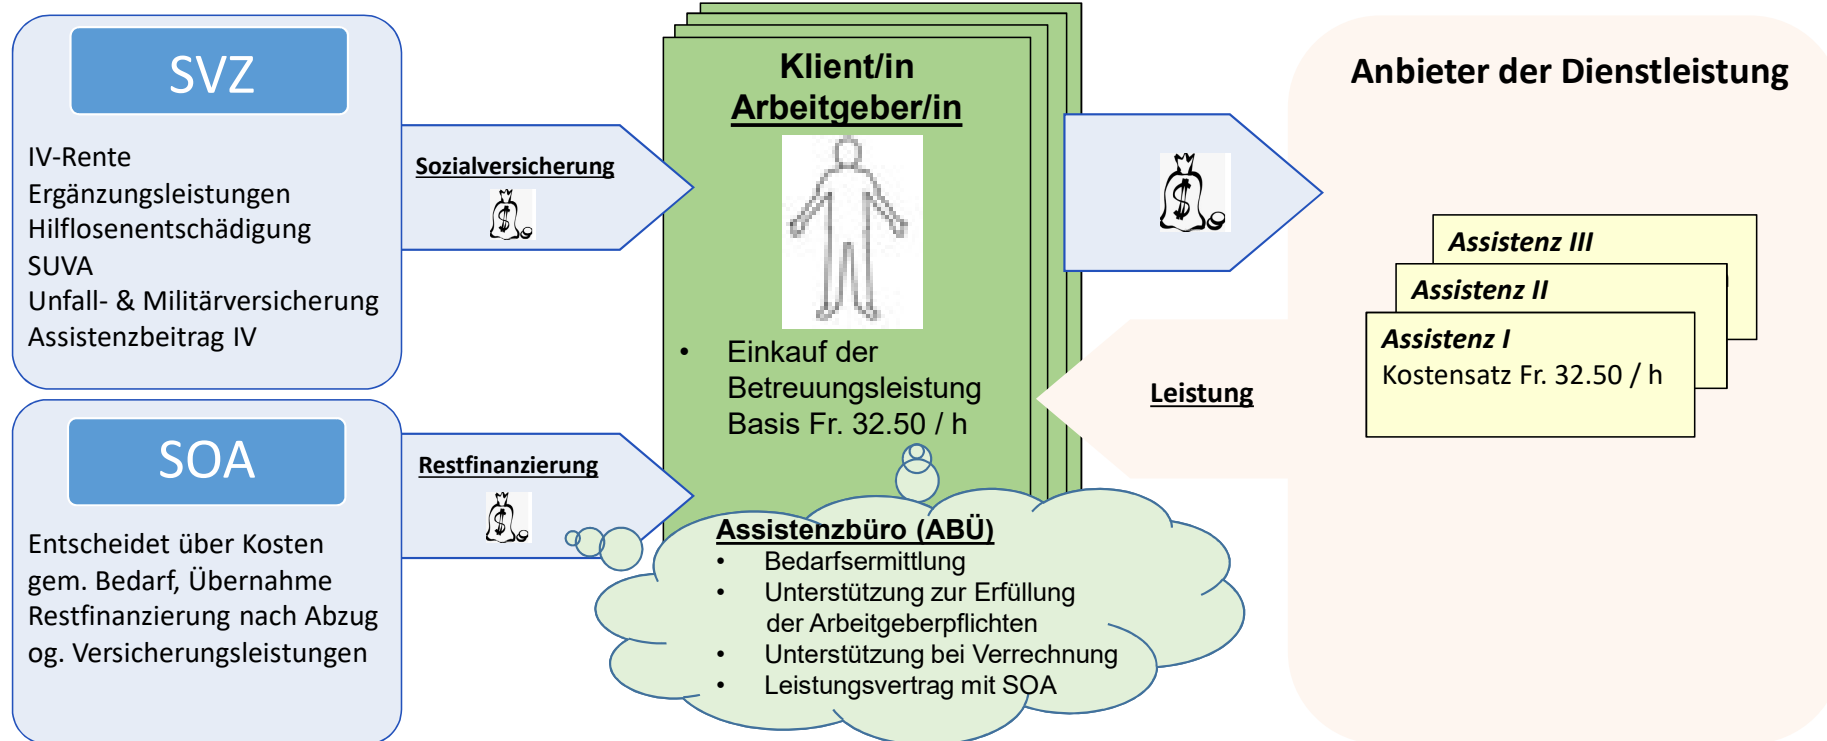 SVZ
IV-Rente
Ergänzungsleistungen
Hilflosenentschädigung
SUVA
Unfall- & Militärversicherung
Assistenzbeitrag IV
SOA
Entscheidet über Kosten
gem. Bedarf, Übernahme
Restfinanzierung nach Abzug
og. Versicherungsleistungen
Sozialversicherung
$
Restfinanzierung
$
Klient/in
Arbeitgeber/in
• Einkauf der
Betreuungsleistung
Basis Fr. 32.50 / h
Assistenzbüro (ABÜ)
• Bedarfsermittlung
• Unterstützung zur Erfüllung
der Arbeitgeberpflichten
• Unterstützung bei Verrechnung
• Leistungsvertrag mit SOA
$
Leistung
Anbieter der Dienstleistung
Assistenz III
Assistenz II
Assistenz I
Kostensatz Fr. 32.50 / h